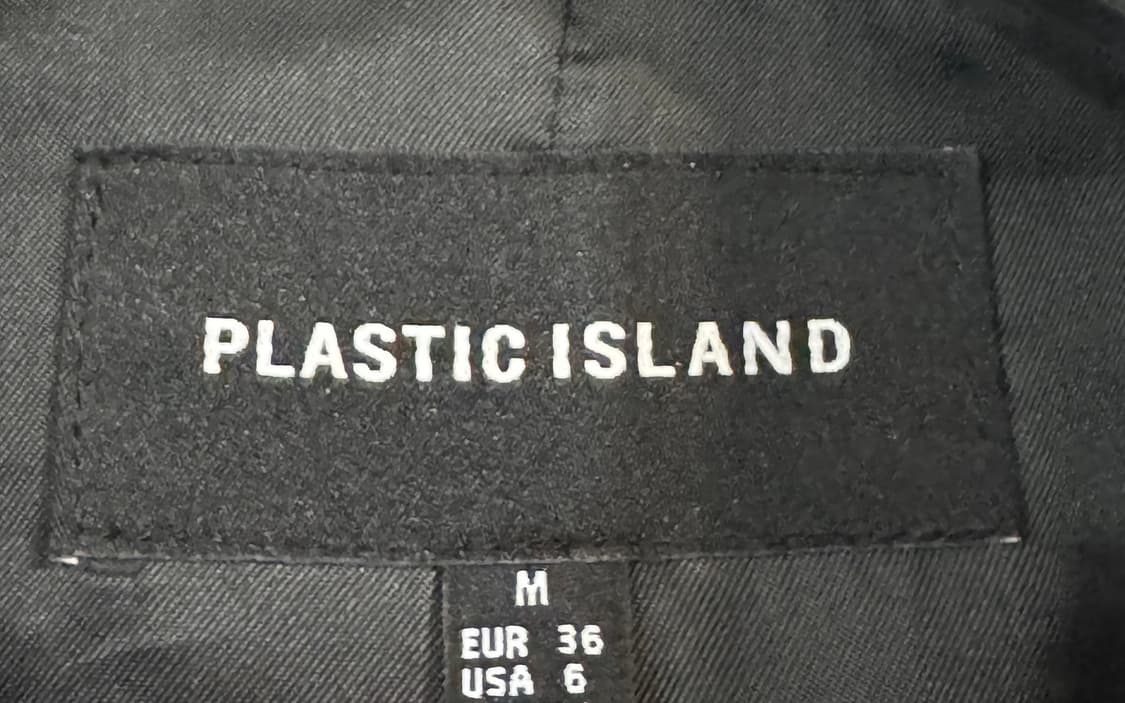 PLASTIC ISLAND
M
EUR 36
USA 6